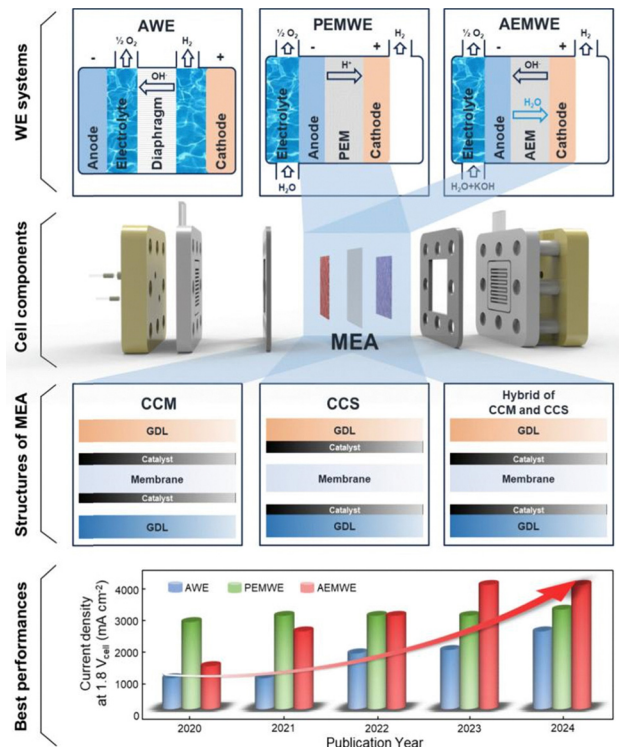 WE systems
AWE
½ O₂
H₂
-
+
OH⁻
Anode
Electrolyte
Diaphragm
Cathode
PEMWE
½ O₂
-
+
H₂
H⁺
Electrolyte
Anode
PEM
Cathode
H₂O
AEMWE
½ O₂
-
+
H₂
OH⁻
H₂O
Electrolyte
Anode
AEM
Cathode
H₂O+KOH
Cell components
MEA
Structures of MEA
CCM
GDL
Catalyst
Membrane
Catalyst
GDL
CCS
GDL
Catalyst
Membrane
Catalyst
GDL
Hybrid of
CCM and CCS
GDL
Catalyst
Membrane
Catalyst
GDL
Best performances
Current density
at 1.8 Vcell (mA cm⁻²)
4000
3000
2000
1000
0
AWE
PEMWE
AEMWE
2020
2021
2022
2023
2024
Publication Year